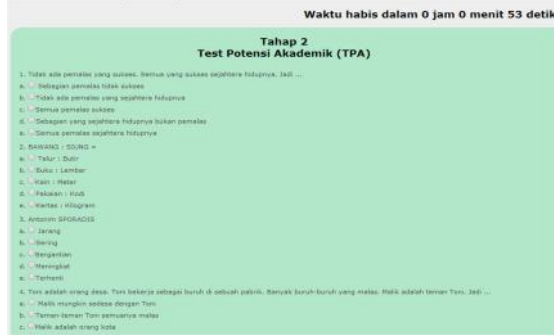 Waktu habis dalam 0 jam 0 menit 53 detik
Tahap 2
Test Potensi Akademik (TPA)
1. Tidak ada pemalas yang sukses. Semua yang sukses sejahtera hidupnya. Jadi ...
a. Sebagian pemalas tidak sukses
b. Tidak ada pemalas yang sejahtera hidupnya
c. Semua pemalas sukses
d. Sebagian yang sejahtera hidupnya bukan pemalas
e. Semua pemalas sejahtera hidupnya
2. BAWANG : SIUNG =
a. Telur : Butir
b. Buku : Lembar
c. Kain : Meter
d. Pakaian : Kodi
e. Kertas : Kilogram
3. Antonim SPORADIS
a. Jarang
b. Sering
c. Bergantian
d. Meningkat
e. Terhenti
4. Toni adalah orang desa. Toni bekerja sebagai buruh di sebuah pabrik. Banyak buruh-buruh yang malas. Malik adalah teman Toni. Jadi ...
a. Malik mungkin sedesa dengan Toni
b. Teman-teman Toni semuanya malas
c. Malik adalah orang kota